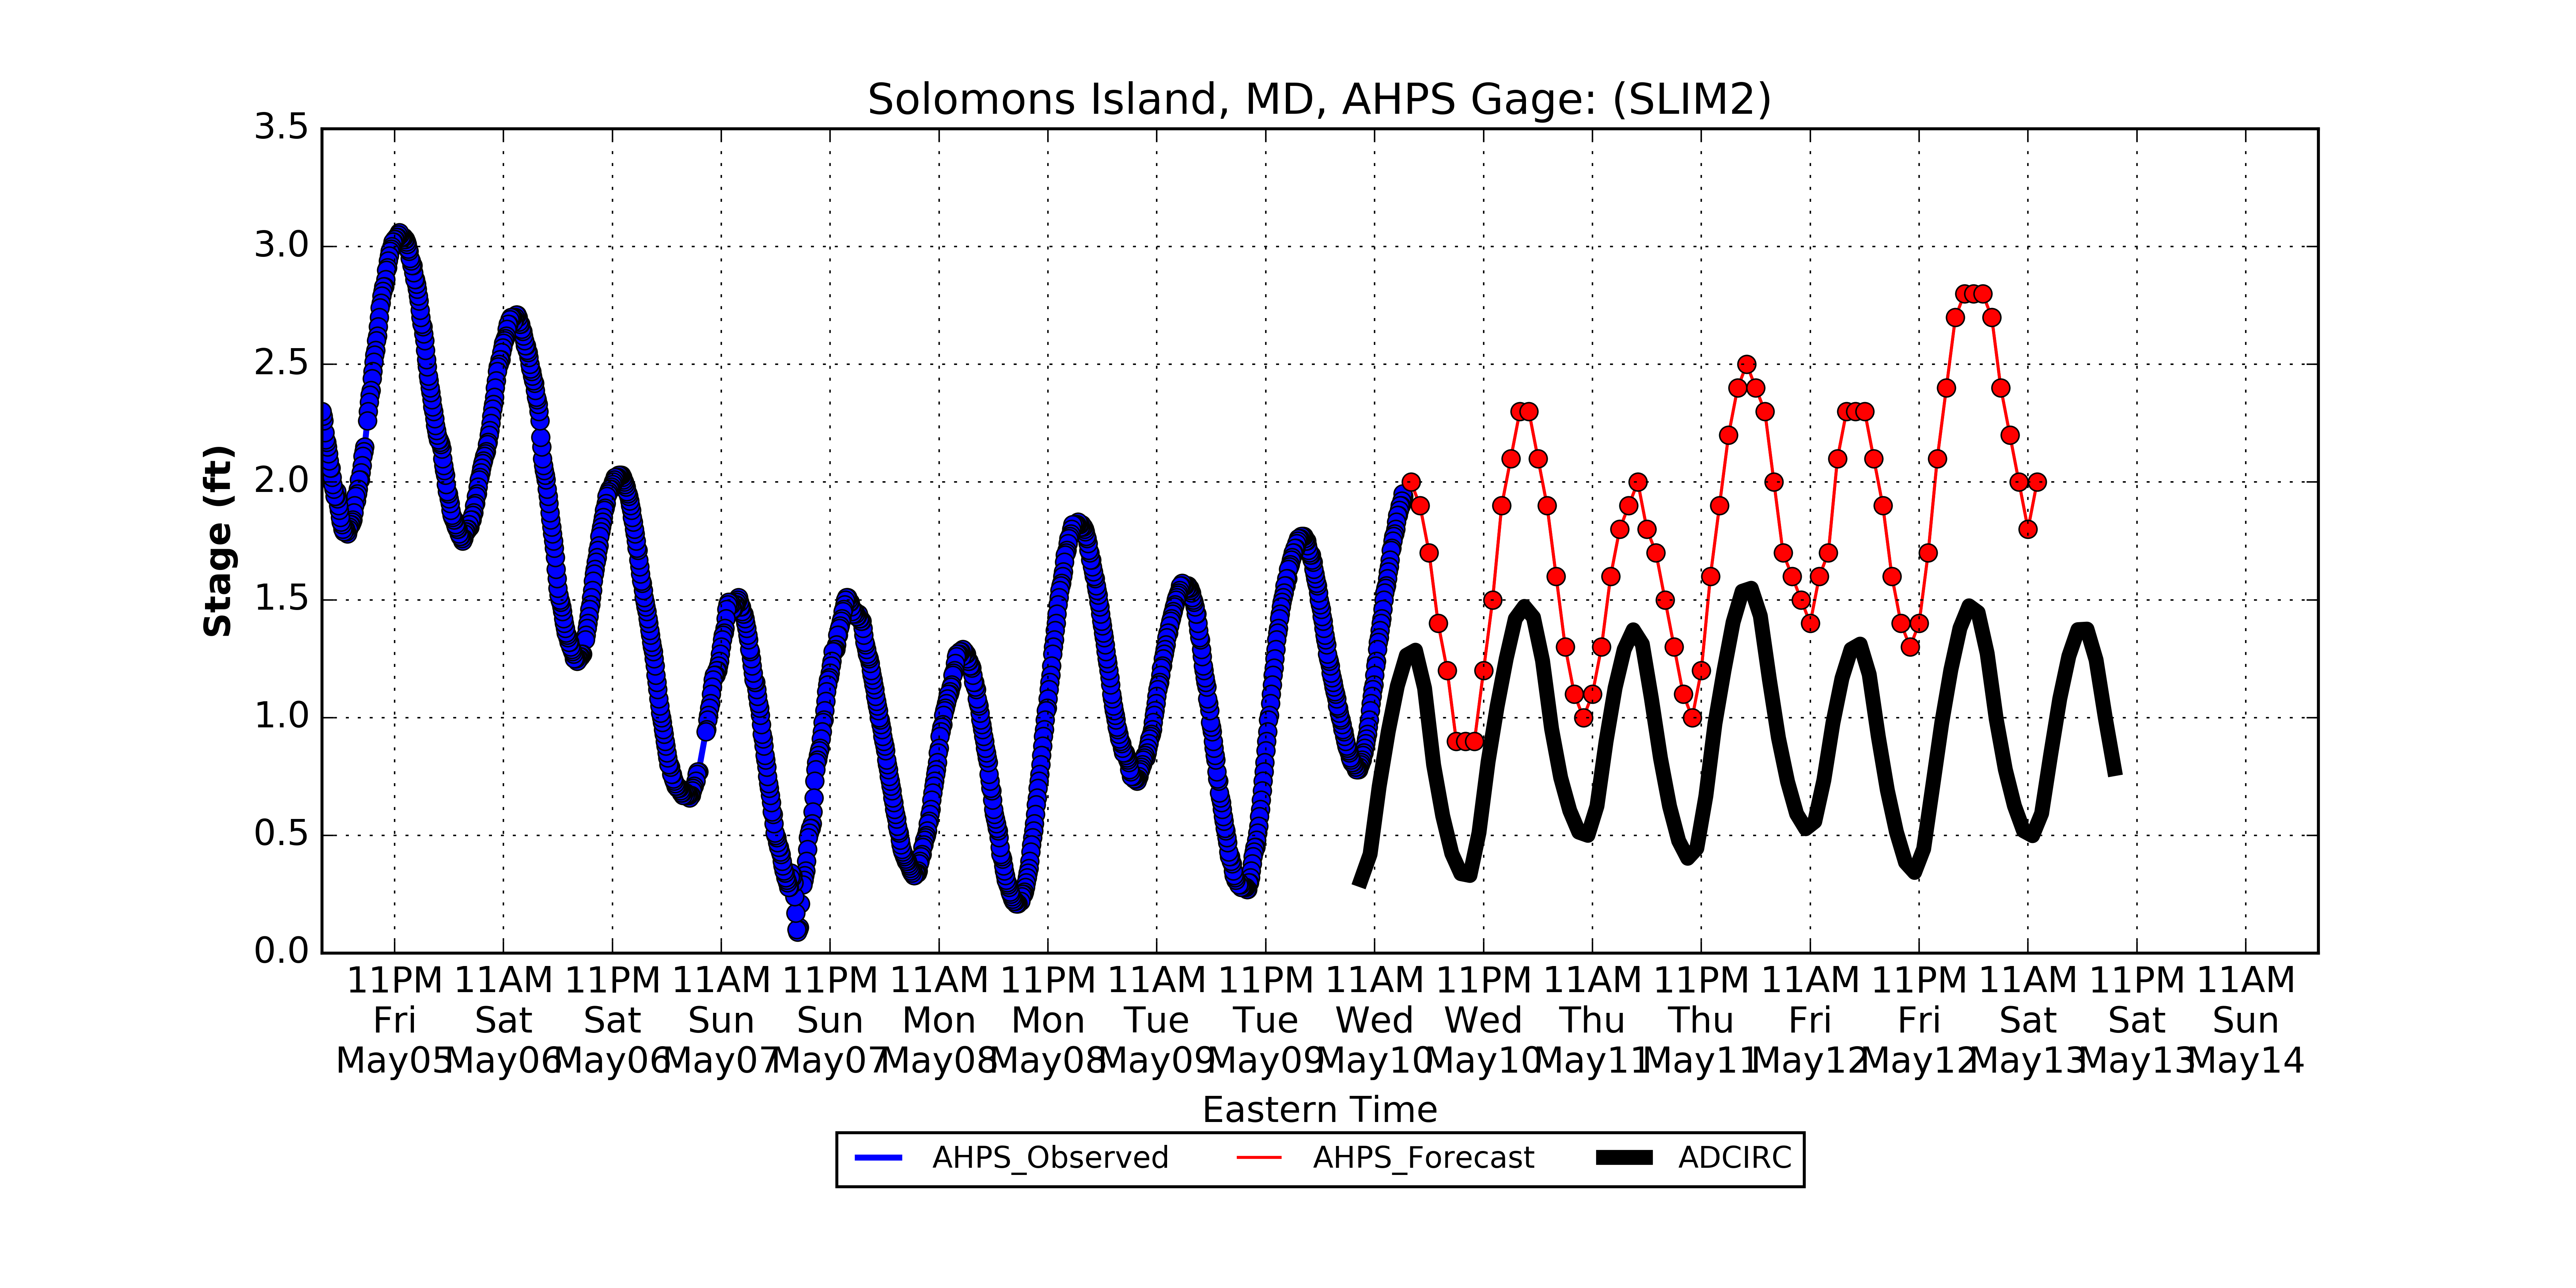 Solomons Island, MD, AHPS Gage: (SLIM2)
3.5
3.0
2.5
2.0
1.5
1.0
0.5
0.0
Stage (ft)
11PM 11AM 11PM 11AM 11PM 11AM 11PM 11AM 11PM 11AM 11PM 11AM 11PM 11AM 11PM 11AM 11PM 11AM
Fri Sat Sat Sun Sun Mon Mon Tue Tue Wed Wed Thu Thu Fri Fri Sat Sat Sun
May05 May06 May06 May07 May07 May08 May08 May09 May09 May10 May10 May11 May11 May12 May12 May13 May13 May14
Eastern Time
AHPS_Observed AHPS_Forecast ADCIRC